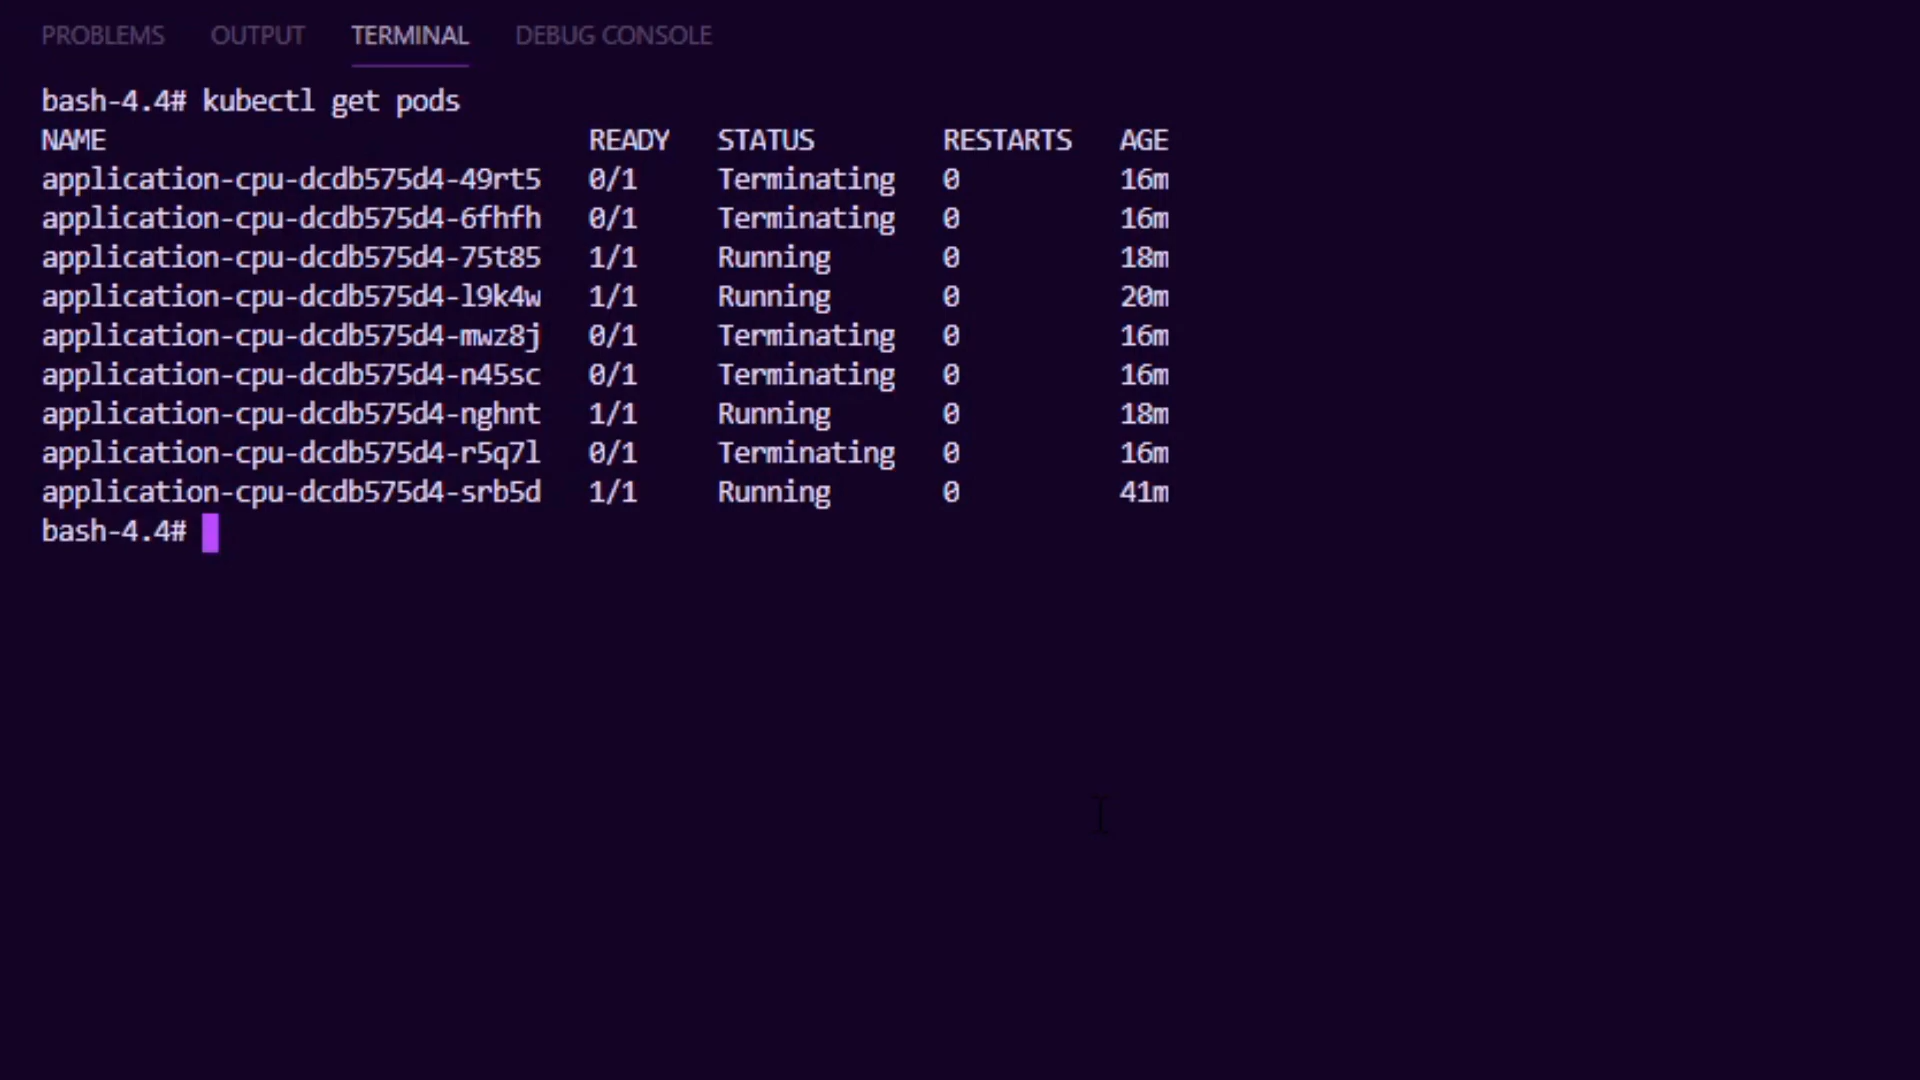 PROBLEMS OUTPUT TERMINAL DEBUG CONSOLE
bash-4.4# kubectl get pods
NAME READY STATUS RESTARTS AGE
application-cpu-dcdb575d4-49rt5 0/1 Terminating 0 16m
application-cpu-dcdb575d4-6fhfh 0/1 Terminating 0 16m
application-cpu-dcdb575d4-75t85 1/1 Running 0 18m
application-cpu-dcdb575d4-l9k4w 1/1 Running 0 20m
application-cpu-dcdb575d4-mwz8j 0/1 Terminating 0 16m
application-cpu-dcdb575d4-n45sc 0/1 Terminating 0 16m
application-cpu-dcdb575d4-nghnt 1/1 Running 0 18m
application-cpu-dcdb575d4-r5q7l 0/1 Terminating 0 16m
application-cpu-dcdb575d4-srb5d 1/1 Running 0 41m
bash-4.4#